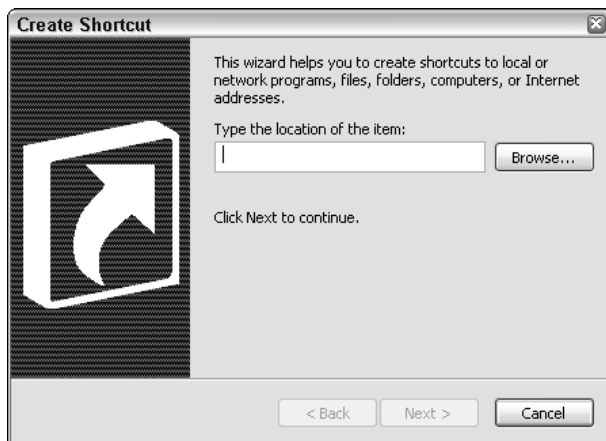 Create Shortcut
This wizard helps you to create shortcuts to local or
network programs, files, folders, computers, or Internet
addresses.
Type the location of the item:
Browse...
Click Next to continue.
< Back
Next >
Cancel